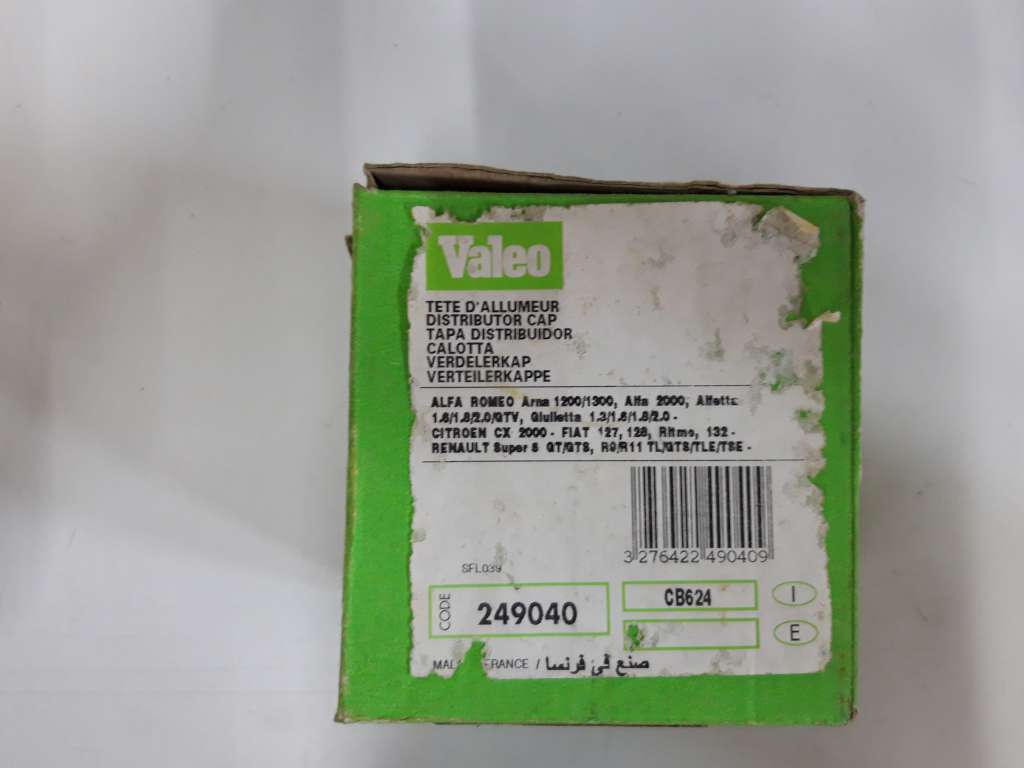 Valeo
TETE D'ALLUMEUR
DISTRIBUTOR CAP
TAPA DISTRIBUIDOR
CALOTTA
VERDELERKAP
VERTEILERKAPPE
ALFA ROMEO Arna 1200/1300, Alfa 2000, Alfetta
1.6/1.8/2.0/GTV, Giulietta 1.3/1.6/1.8/2.0 -
CITROEN CX 2000 - FIAT 127, 128, Ritmo, 132 -
RENAULT Super 5 GT/GTS, R9/R11 TL/GTS/TLE/TSE -
3 276422 490409
SFL039
CODE 249040 CB624 I
E
FRANCE / صنع في فرنسا